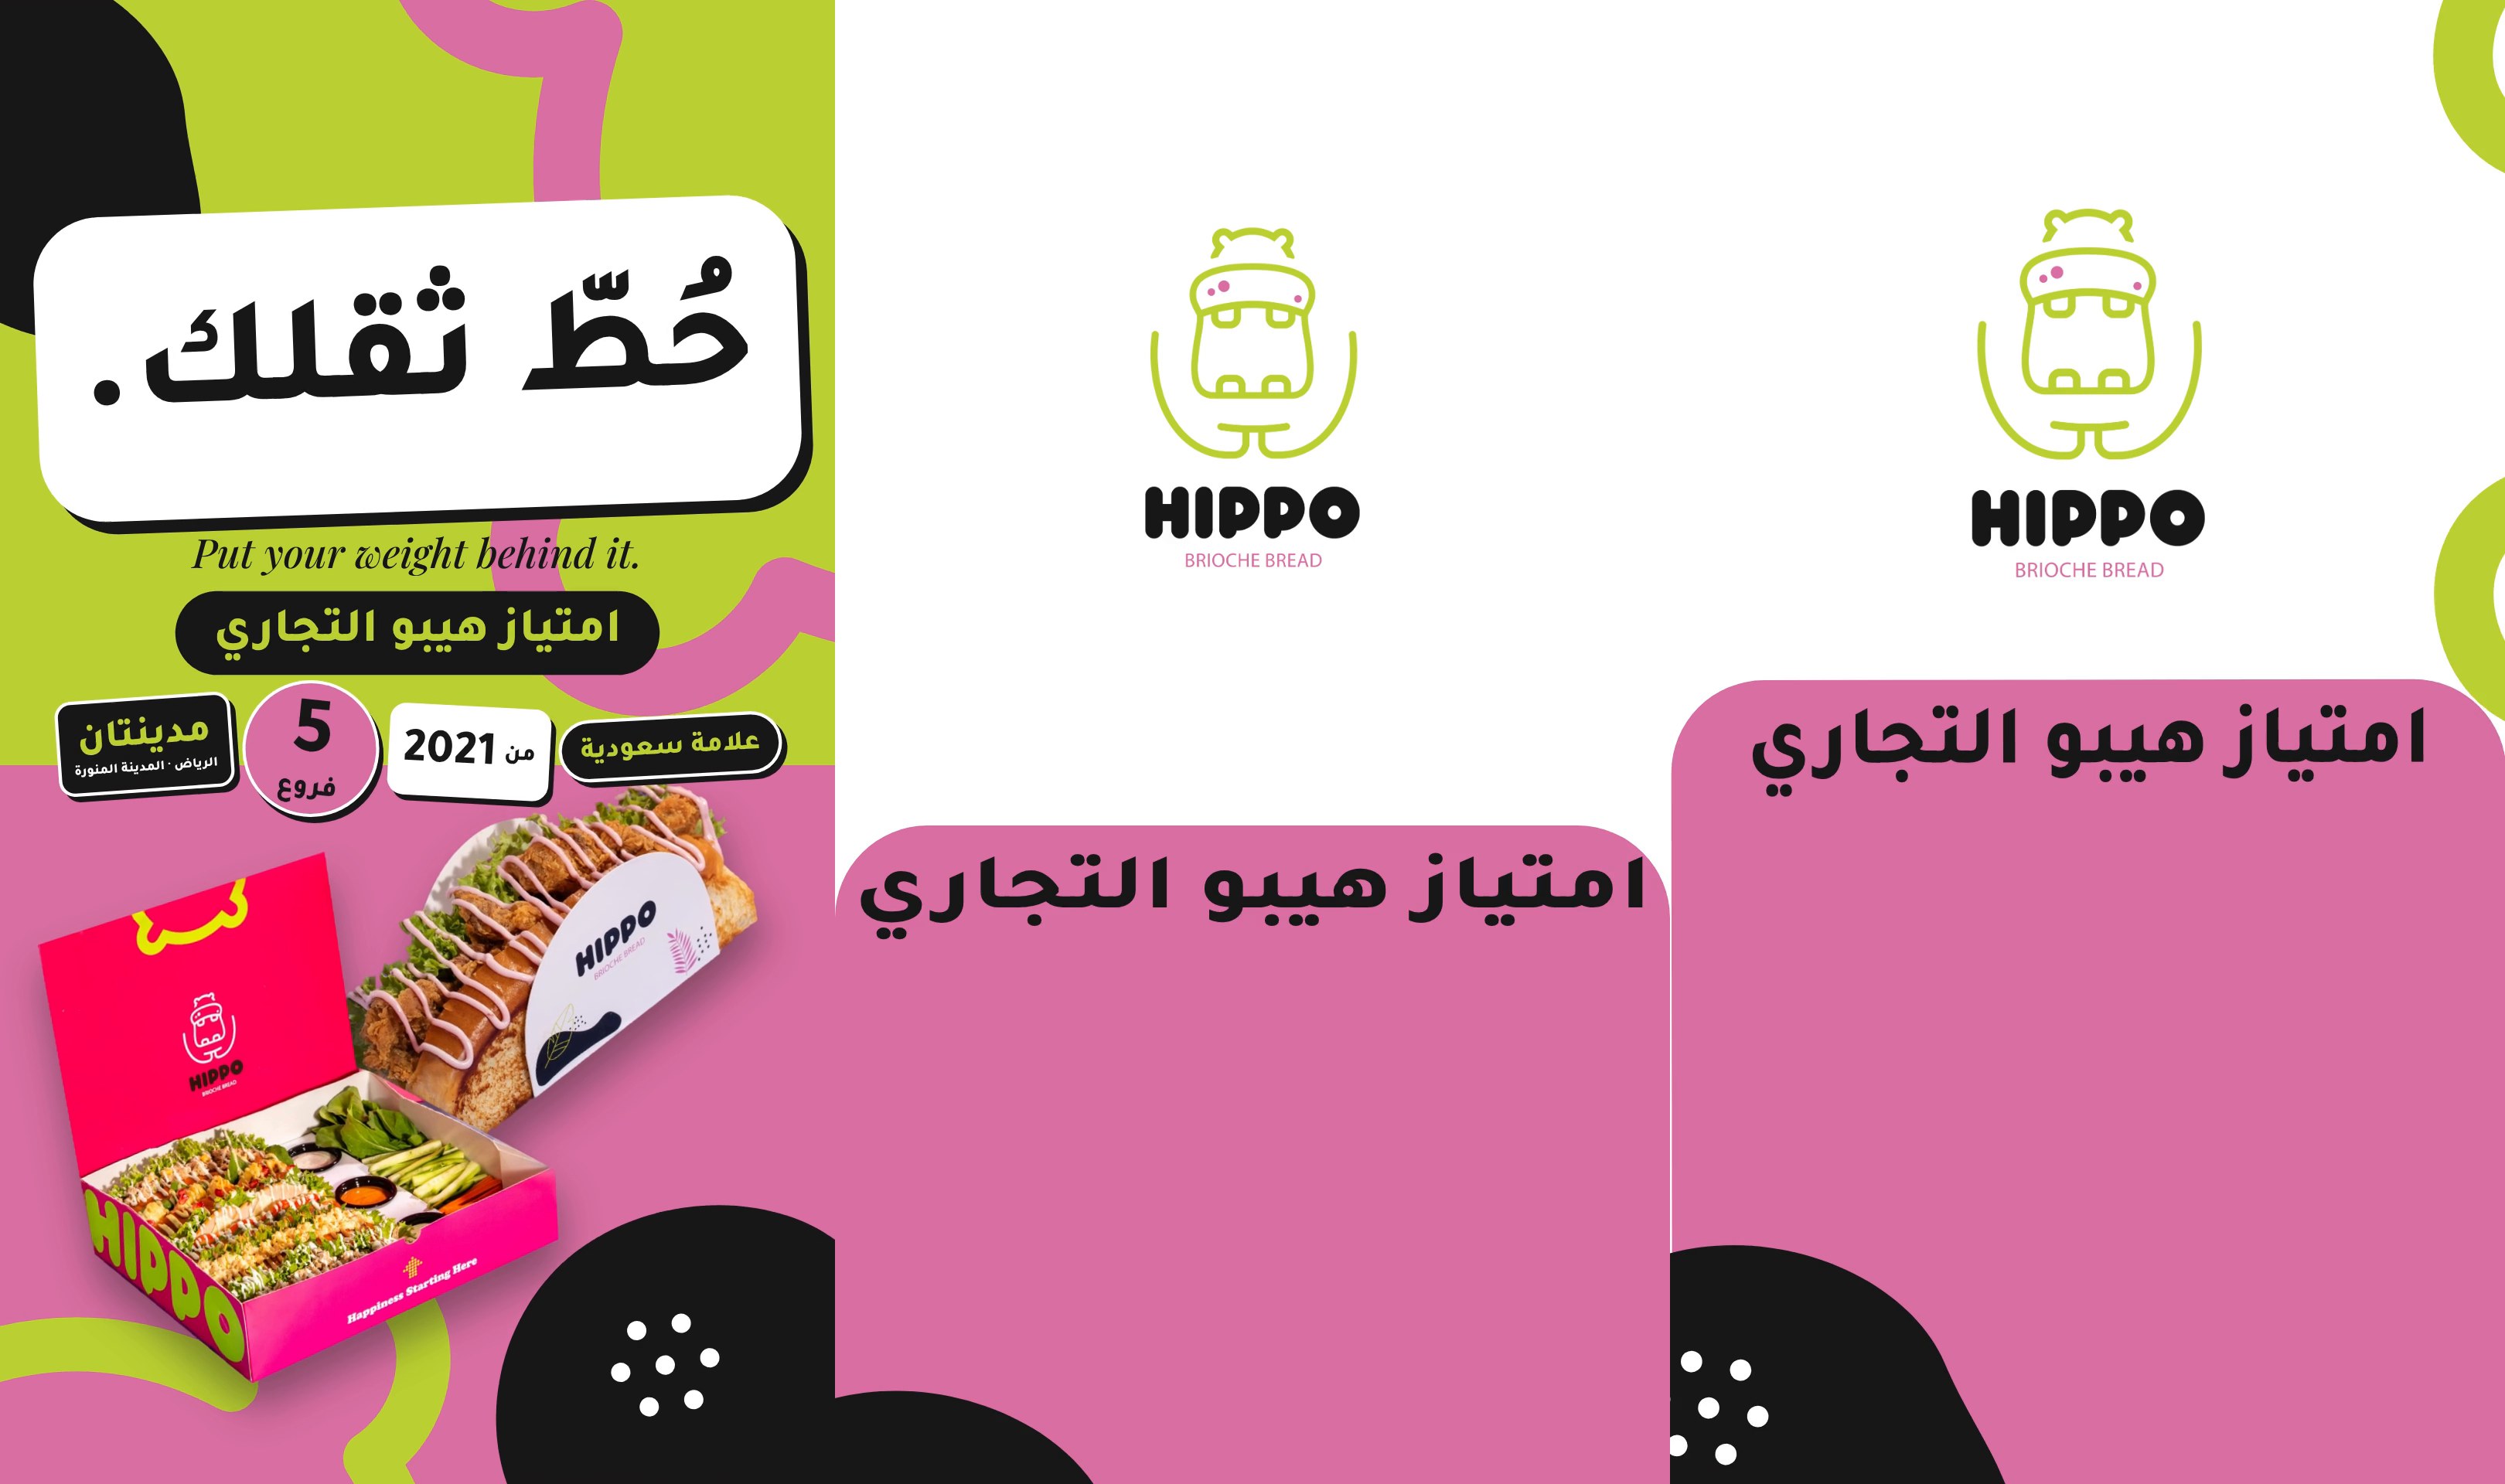 حُطّ ثقلك.
Put your weight behind it.
امتياز هيبو التجاري
علامة سعودية
من 2021
5
فروع
مدينتان
الرياض · المدينة المنورة
HIPPO
BRIOCHE BREAD
HIPPO
BRIOCHE BREAD
HIPPO
Happiness Starting Here
HIPPO
BRIOCHE BREAD
امتياز هيبو التجاري
HIPPO
BRIOCHE BREAD
امتياز هيبو التجاري